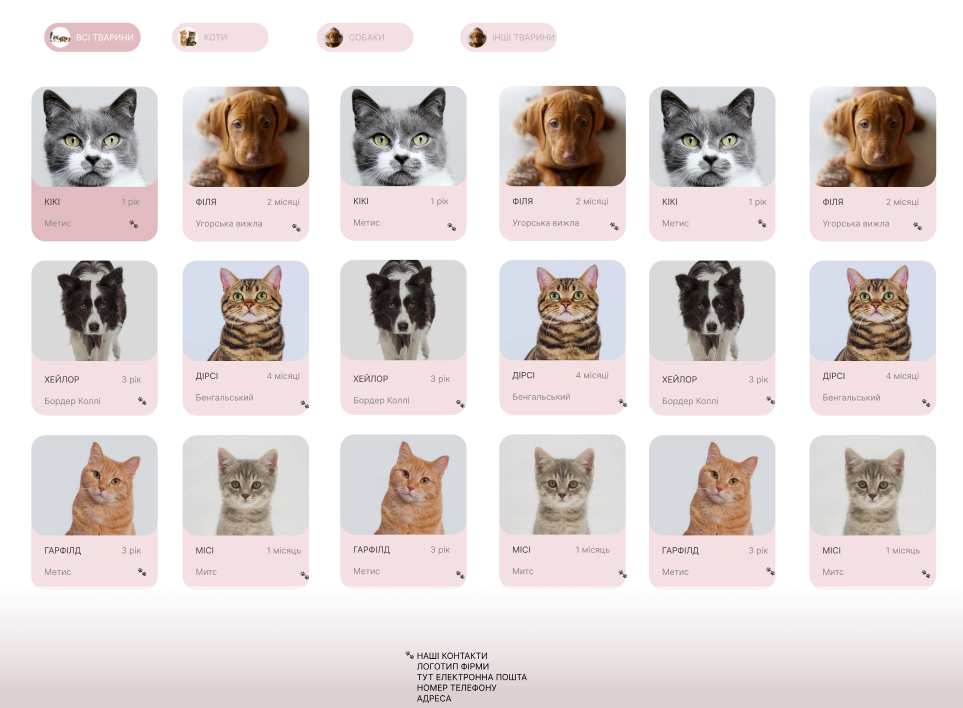 ВСІ ТВАРИНИ КОТИ СОБАКИ ІНШІ ТВАРИНИ
КІКІ 1 рік ФІЛЯ 2 місяці КІКІ 1 рік ФІЛЯ 2 місяці КІКІ 1 рік ФІЛЯ 2 місяці
Метис Угорська вижла Метис Угорська вижла Метис Угорська вижла
ХЕЙЛОР 3 рік ДІРСІ 4 місяці ХЕЙЛОР 3 рік ДІРСІ 4 місяці ХЕЙЛОР 3 рік ДІРСІ 4 місяці
Бордер Коллі Бенгальський Бордер Коллі Бенгальський Бордер Коллі Бенгальський
ГАРФІЛД 3 рік МІСІ 1 місяць ГАРФІЛД 3 рік МІСІ 1 місяць ГАРФІЛД 3 рік МІСІ 1 місяць
Метис Митс Метис Митс Метис Митс
НАШІ КОНТАКТИ
ЛОГОТИП ФІРМИ
ТУТ ЕЛЕКТРОННА ПОШТА
НОМЕР ТЕЛЕФОНУ
АДРЕСА